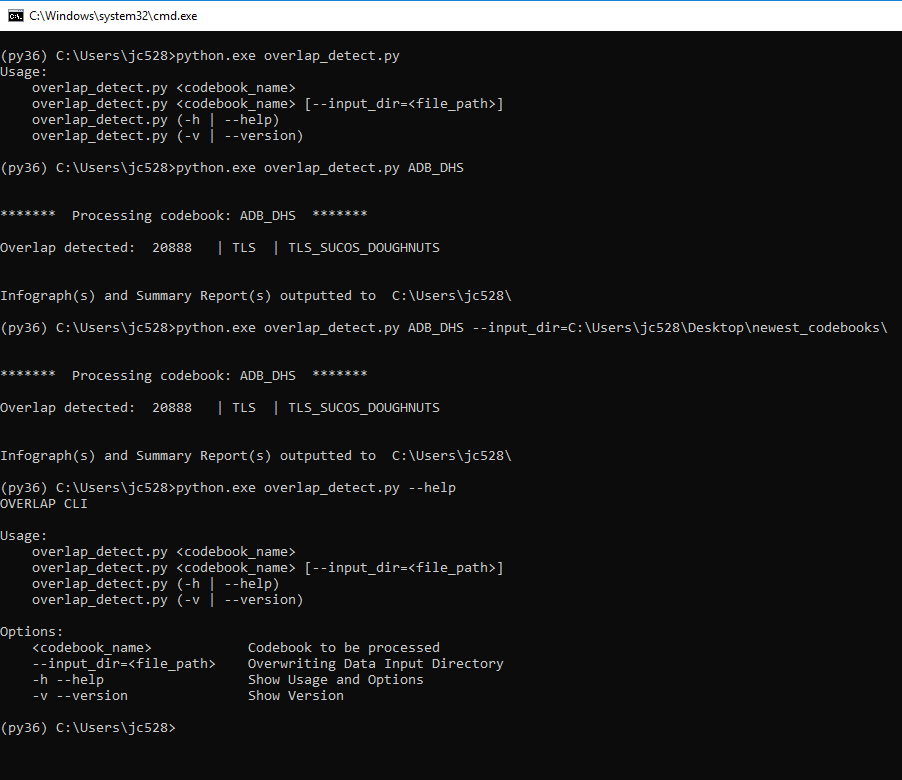 C:\Windows\system32\cmd.exe
(py36) C:\Users\jc528>python.exe overlap_detect.py
Usage:
    overlap_detect.py <codebook_name>
    overlap_detect.py <codebook_name> [--input_dir=<file_path>]
    overlap_detect.py (-h | --help)
    overlap_detect.py (-v | --version)
(py36) C:\Users\jc528>python.exe overlap_detect.py ADB_DHS
*******  Processing codebook: ADB_DHS  *******
Overlap detected:  20888   | TLS  | TLS_SUCOS_DOUGHNUTS
Infograph(s) and Summary Report(s) outputted to  C:\Users\jc528\
(py36) C:\Users\jc528>python.exe overlap_detect.py ADB_DHS --input_dir=C:\Users\jc528\Desktop\newest_codebooks\
*******  Processing codebook: ADB_DHS  *******
Overlap detected:  20888   | TLS  | TLS_SUCOS_DOUGHNUTS
Infograph(s) and Summary Report(s) outputted to  C:\Users\jc528\
(py36) C:\Users\jc528>python.exe overlap_detect.py --help
OVERLAP CLI
Usage:
    overlap_detect.py <codebook_name>
    overlap_detect.py <codebook_name> [--input_dir=<file_path>]
    overlap_detect.py (-h | --help)
    overlap_detect.py (-v | --version)
Options:
    <codebook_name>            Codebook to be processed
    --input_dir=<file_path>    Overwriting Data Input Directory
    -h --help                  Show Usage and Options
    -v --version               Show Version
(py36) C:\Users\jc528>